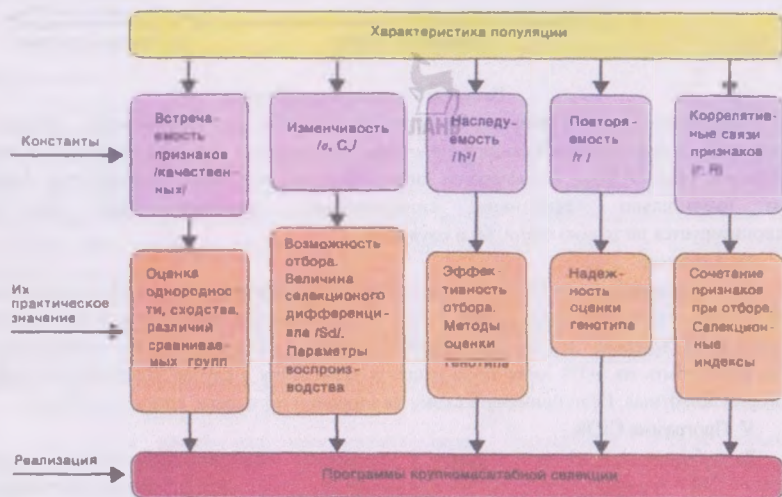 Характеристика популяции
Константы
Встреча-
емость
признаков
/качествен-
ных/
Изменчивость
/σ, Cᵥ/
Наследу-
емость
/h²/
Повторя-
емость
/r /
Коррелятив-
ные связи
признаков
(r; R)
ЛАНЬ
Их
практическое
значение
Оценка
однороднос
ти, сходства,
различий
сравнивае-
мых групп
Возможность
отбора.
Величина
селекционого
дифференци-
ала /Sd/.
Параметры
воспроиз-
водства
Эффек-
тивность
отбора.
Методы
оценки
генотипа
Надеж-
ность
оценки
генотипа
Сочетание
признаков
при отборе.
Селекцион-
ные
индексы
Реализация
Программы крупномасштабной селекции